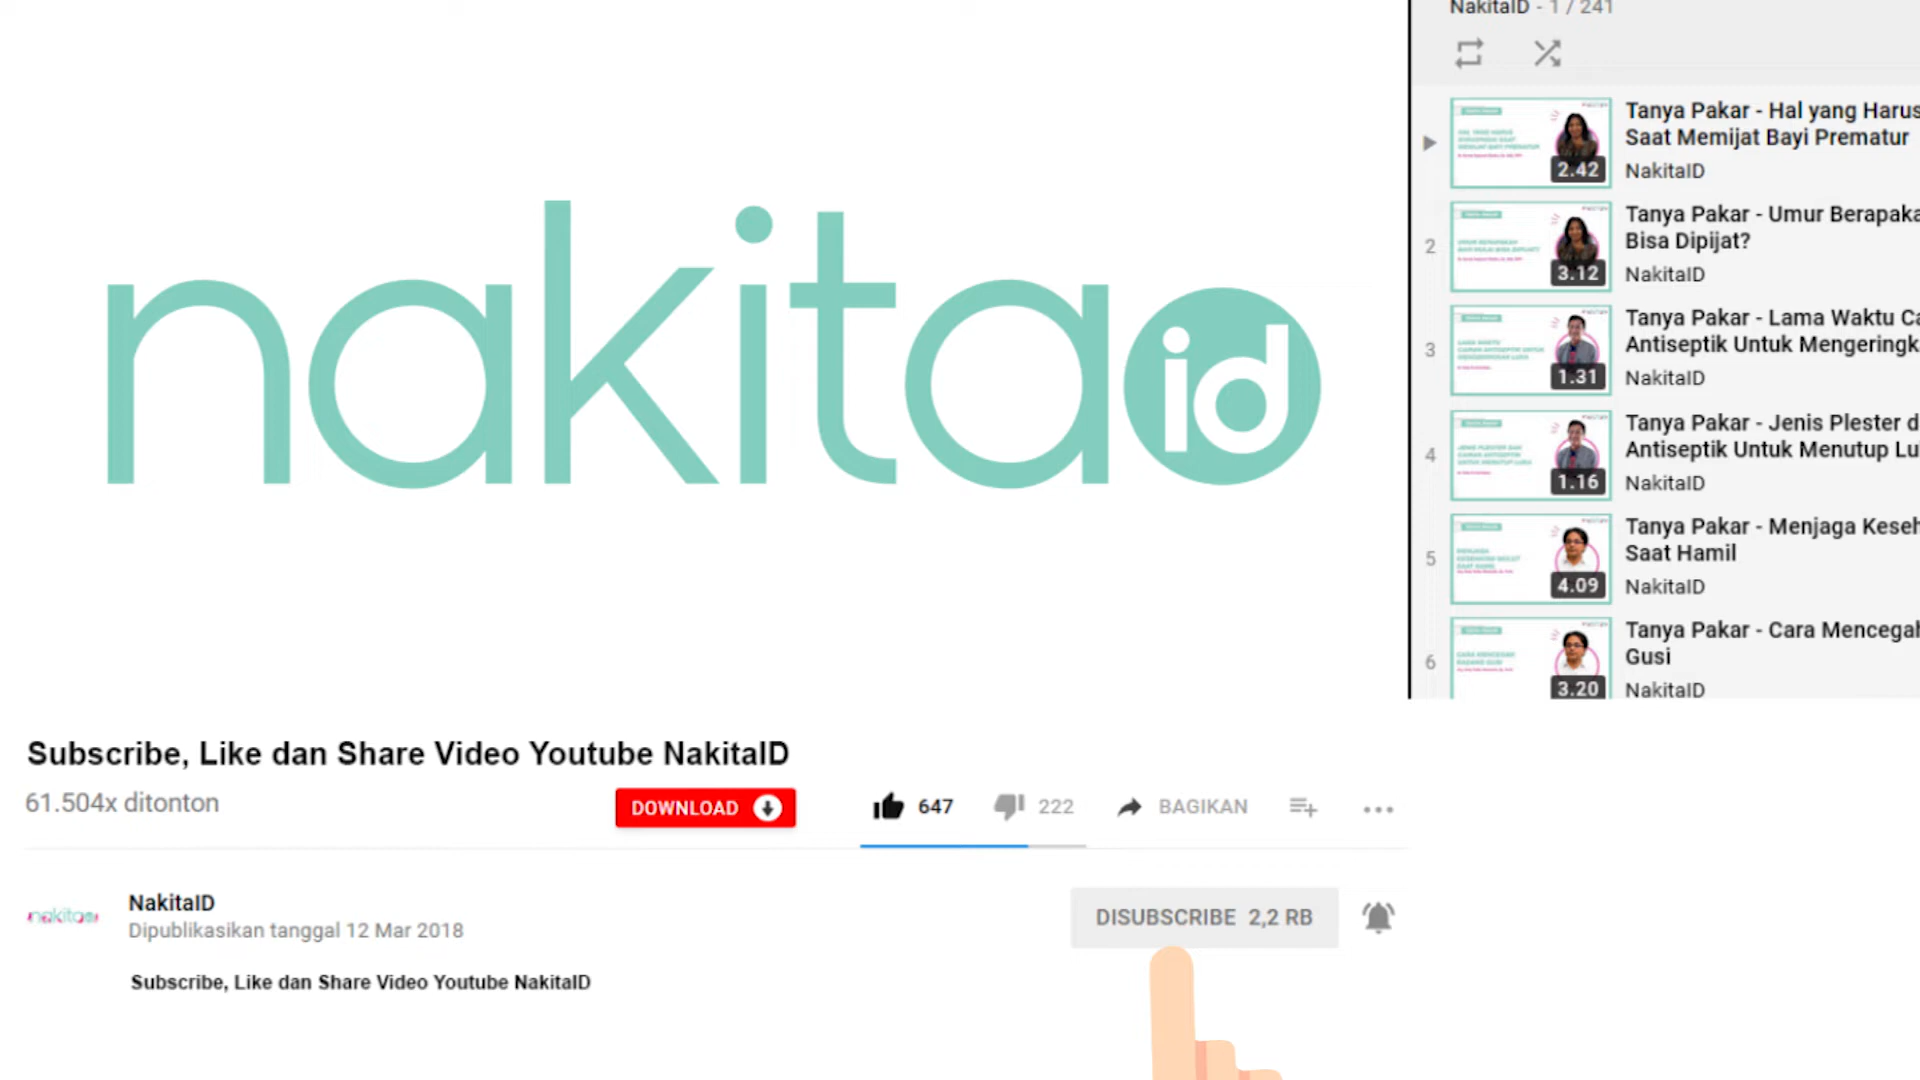 nakita id
NakitaID - 1 / 241
Tanya Pakar - Hal yang Harus
Saat Memijat Bayi Prematur
NakitaID
2.42
2
Tanya Pakar - Umur Berapaka
Bisa Dipijat?
NakitaID
3.12
3
Tanya Pakar - Lama Waktu Ca
Antiseptik Untuk Mengeringk
NakitaID
1.31
4
Tanya Pakar - Jenis Plester d
Antiseptik Untuk Menutup Lu
NakitaID
1.16
5
Tanya Pakar - Menjaga Keseh
Saat Hamil
NakitaID
4.09
6
Tanya Pakar - Cara Mencegah
Gusi
NakitaID
3.20
Subscribe, Like dan Share Video Youtube NakitaID
61.504x ditonton
DOWNLOAD
647
222
BAGIKAN
nakita
NakitaID
Dipublikasikan tanggal 12 Mar 2018
DISUBSCRIBE 2,2 RB
Subscribe, Like dan Share Video Youtube NakitaID